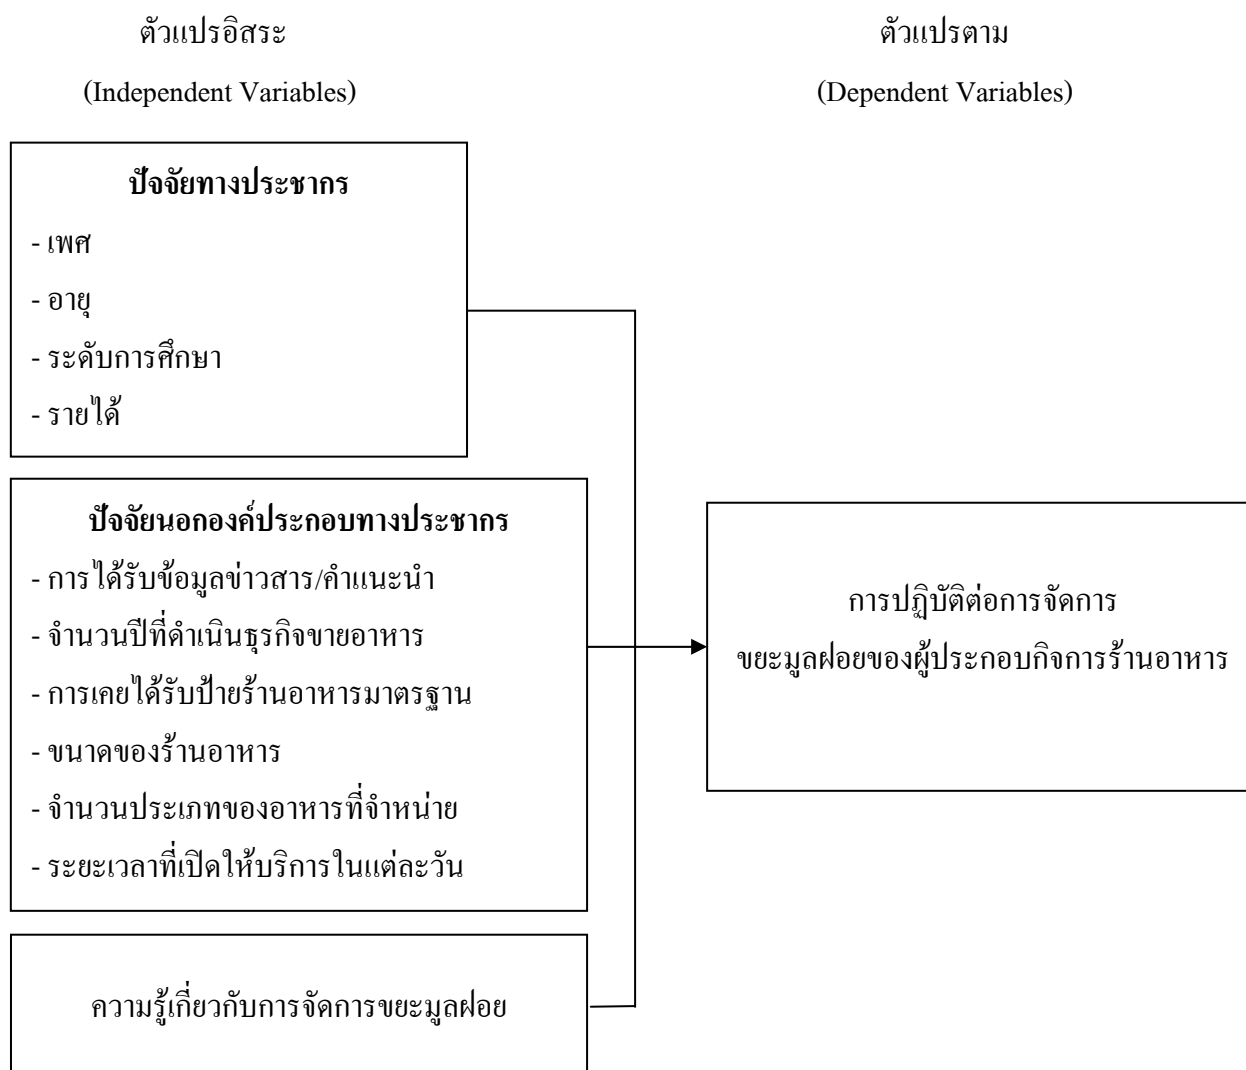 ตัวแปรอิสระ
(Independent Variables)
ตัวแปรตาม
(Dependent Variables)
ปัจจัยทางประชากร
- เพศ
- อายุ
- ระดับการศึกษา
- รายได้
ปัจจัยนอกองค์ประกอบทางประชากร
- การได้รับข้อมูลข่าวสาร/คำแนะนำ
- จำนวนปีที่ดำเนินธุรกิจขายอาหาร
- การเคยได้รับป้ายร้านอาหารมาตรฐาน
- ขนาดของร้านอาหาร
- จำนวนประเภทของอาหารที่จำหน่าย
- ระยะเวลาที่เปิดให้บริการในแต่ละวัน
ความรู้เกี่ยวกับการจัดการขยะมูลฝอย
การปฏิบัติต่อการจัดการ
ขยะมูลฝอยของผู้ประกอบกิจการร้านอาหาร